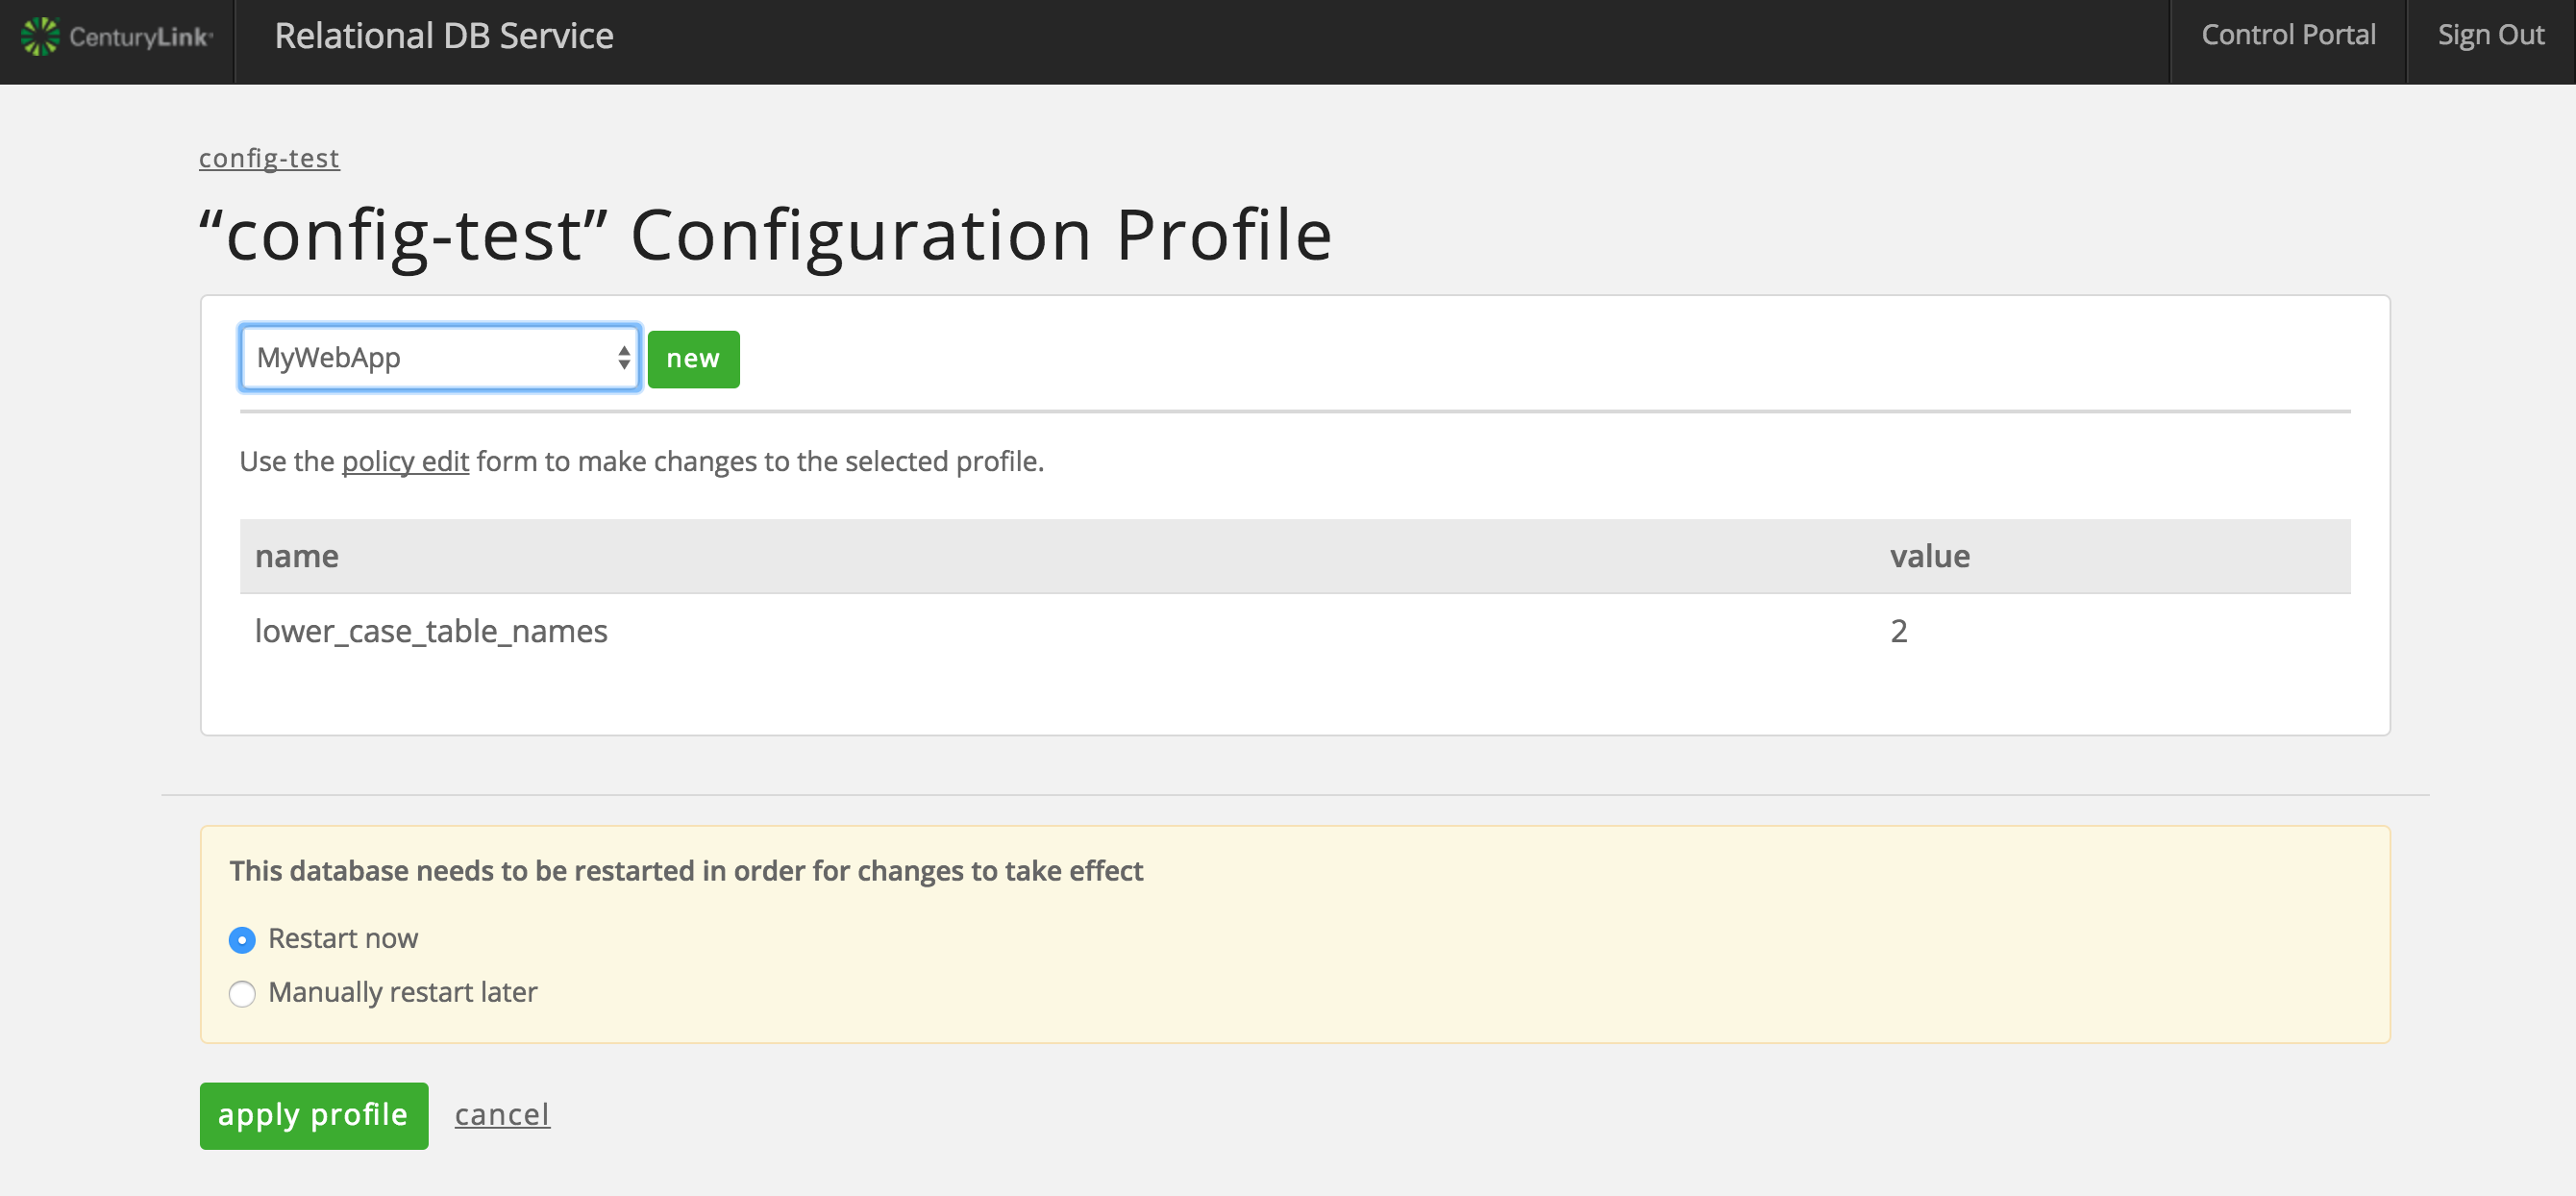 CenturyLink
Relational DB Service
Control Portal
Sign Out
config-test
“config-test” Configuration Profile
MyWebApp
new
Use the policy edit form to make changes to the selected profile.
name value
lower_case_table_names 2
This database needs to be restarted in order for changes to take effect
Restart now
Manually restart later
apply profile cancel